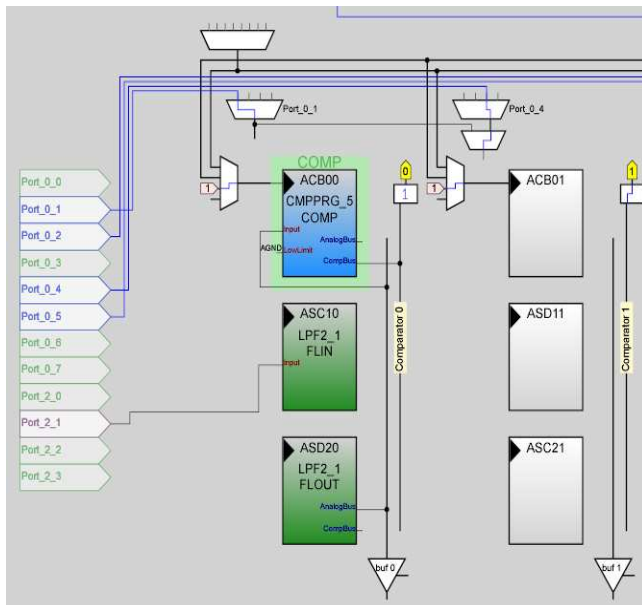 Port_0_1
Port_0_4
COMP
Port_0_0
Port_0_1
Port_0_2
Port_0_3
Port_0_4
Port_0_5
Port_0_6
Port_0_7
Port_2_0
Port_2_1
Port_2_2
Port_2_3
1
ACB00
CMPPRG_5
COMP
Input
AGND
LowLimit
AnalogBus
CompBus
0
1
1
ACB01
1
ASC10
LPF2_1
FLIN
Input
Comparator 0
ASD11
Comparator 1
ASD20
LPF2_1
FLOUT
AnalogBus
CompBus
ASC21
buf 0
buf 1